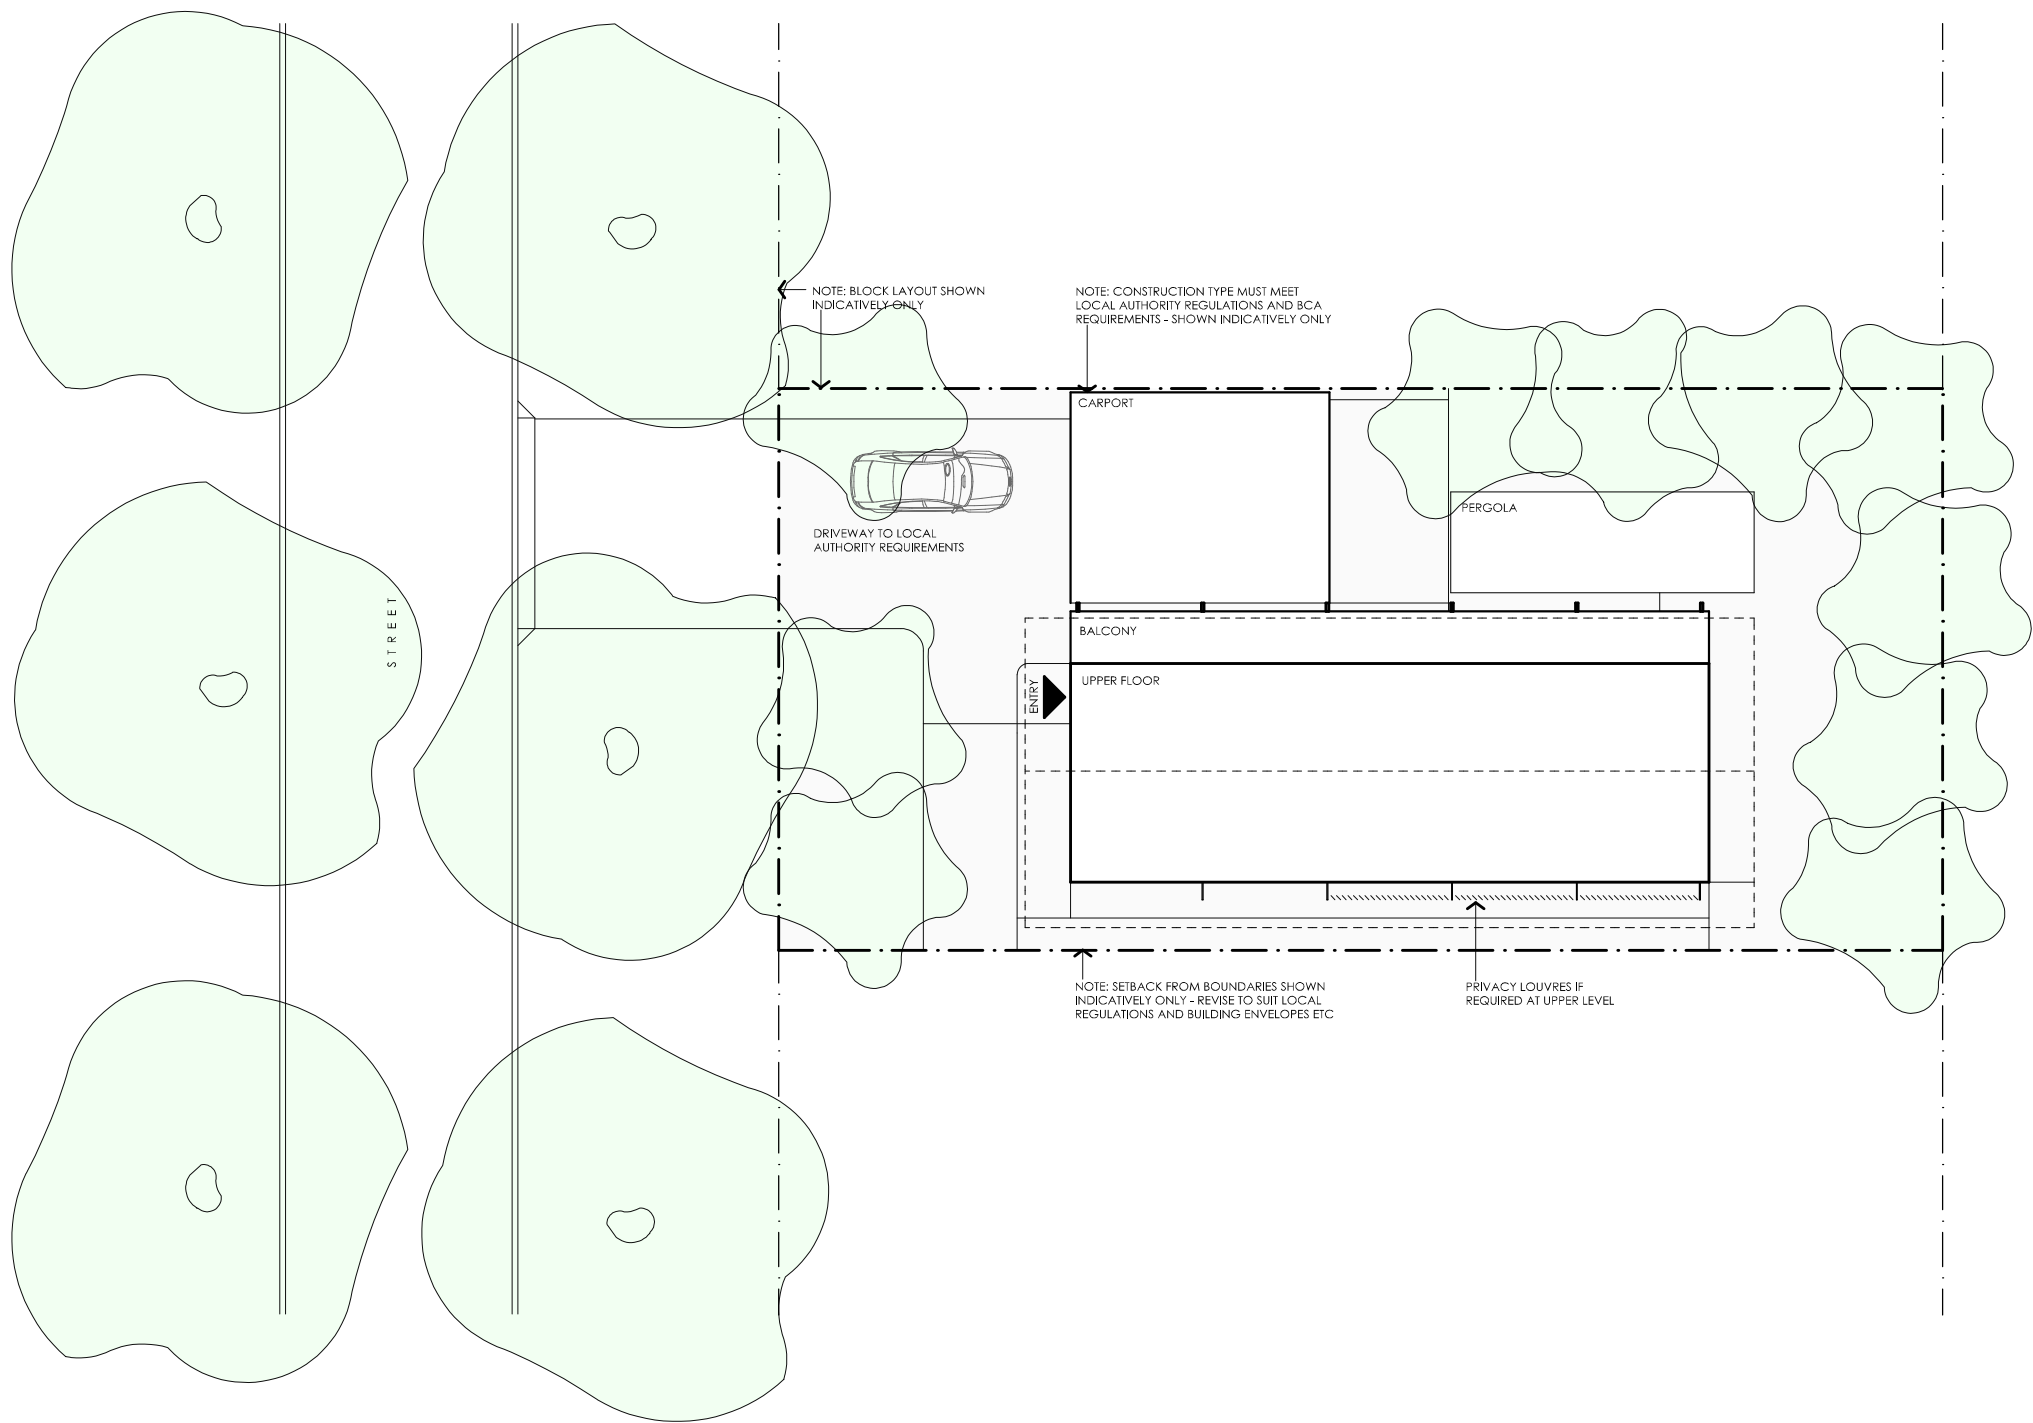 NOTE: BLOCK LAYOUT SHOWN
INDICATIVELY ONLY
NOTE: CONSTRUCTION TYPE MUST MEET
LOCAL AUTHORITY REGULATIONS AND BCA
REQUIREMENTS - SHOWN INDICATIVELY ONLY
CARPORT
PERGOLA
DRIVEWAY TO LOCAL
AUTHORITY REQUIREMENTS
STREET
BALCONY
UPPER FLOOR
ENTRY
NOTE: SETBACK FROM BOUNDARIES SHOWN
INDICATIVELY ONLY - REVISE TO SUIT LOCAL
REGULATIONS AND BUILDING ENVELOPES ETC
PRIVACY LOUVRES IF
REQUIRED AT UPPER LEVEL